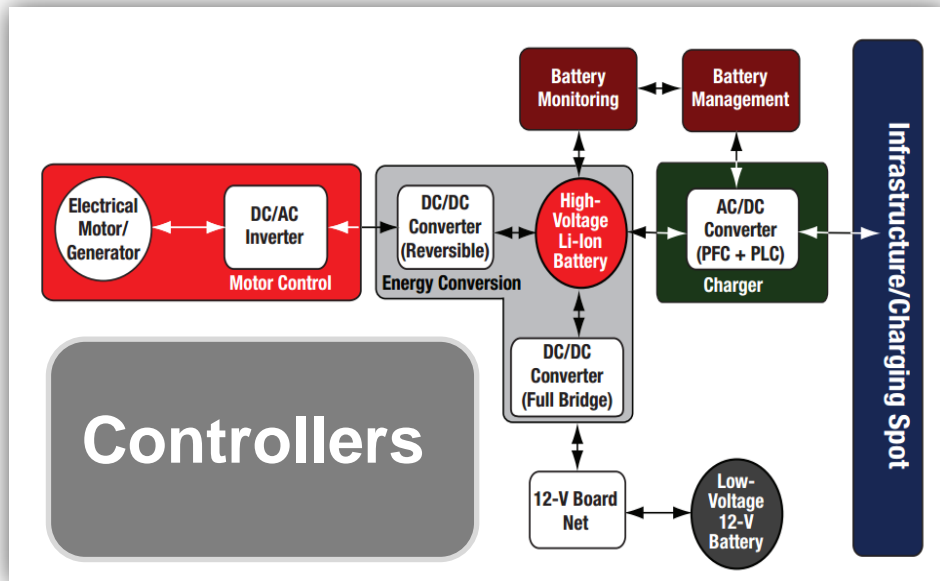 Battery
Monitoring
Battery
Management
Infrastructure/Charging Spot
Electrical
Motor/
Generator
DC/AC
Inverter
Motor Control
DC/DC
Converter
(Reversible)
Energy Conversion
High-
Voltage
Li-Ion
Battery
AC/DC
Converter
(PFC + PLC)
Charger
DC/DC
Converter
(Full Bridge)
Controllers
12-V Board
Net
Low-
Voltage
12-V
Battery